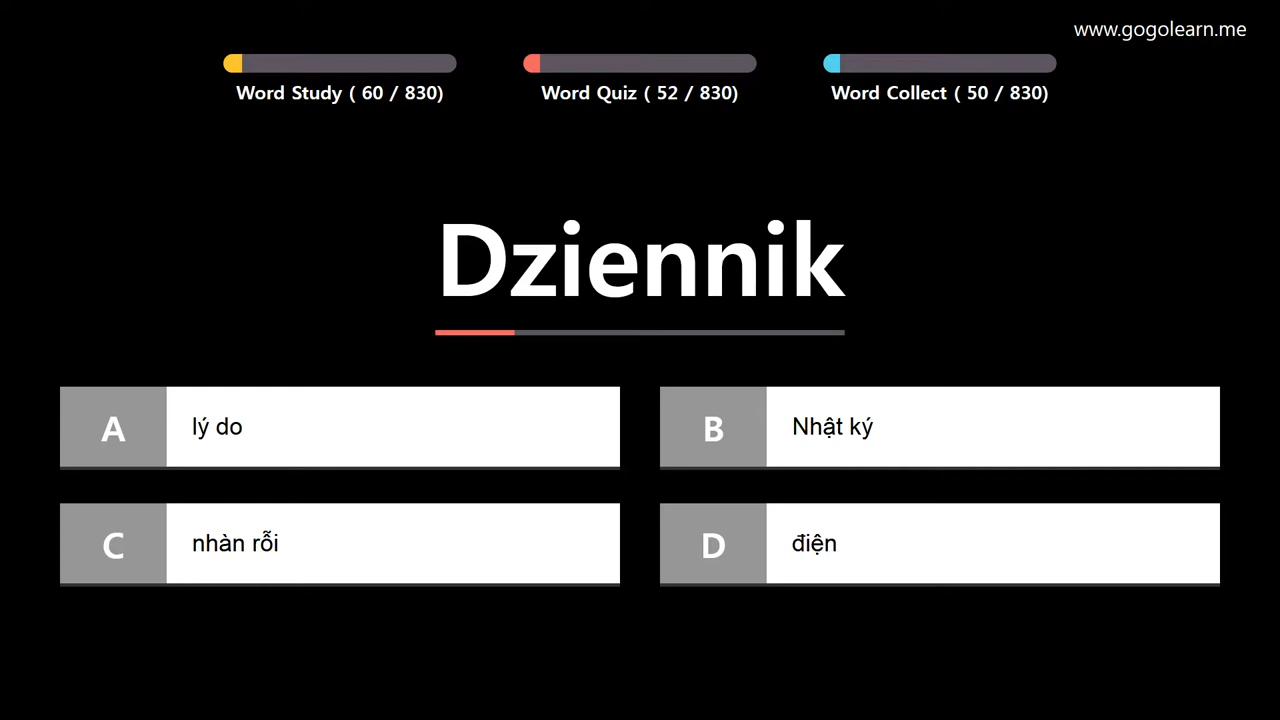 www.gogolearn.me
Word Study ( 60 / 830)
Word Quiz ( 52 / 830)
Word Collect ( 50 / 830)
Dziennik
A lý do
B Nhật ký
C nhàn rỗi
D điện